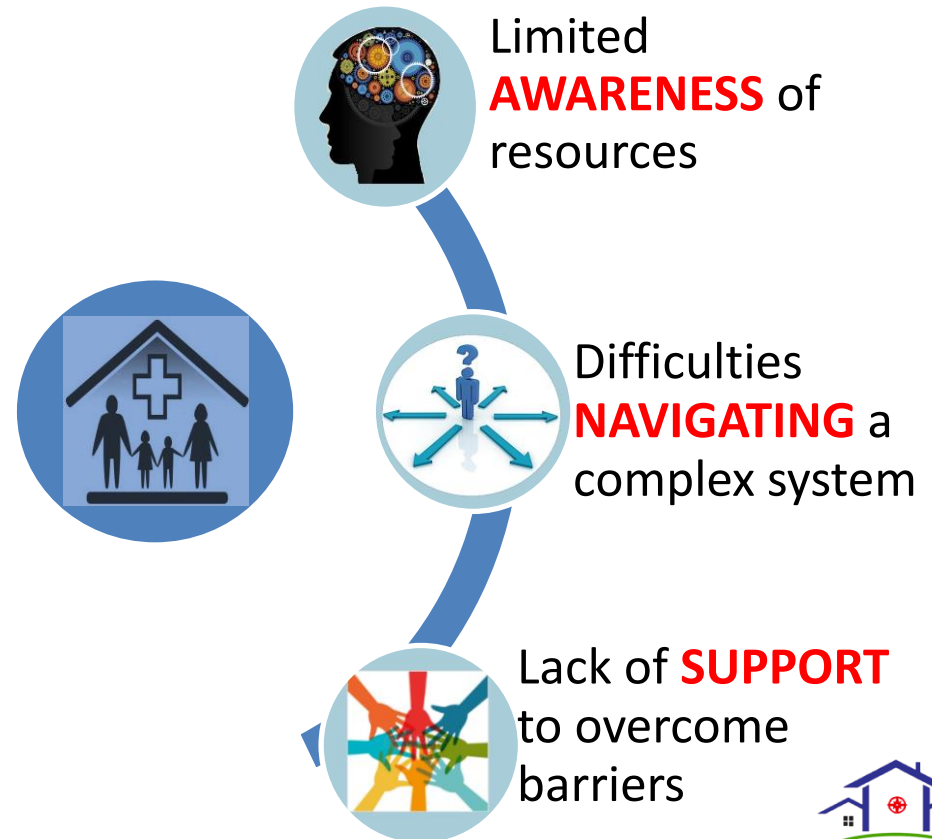 Limited
AWARENESS of
resources
?
Difficulties
NAVIGATING a
complex system
Lack of SUPPORT
to overcome
barriers